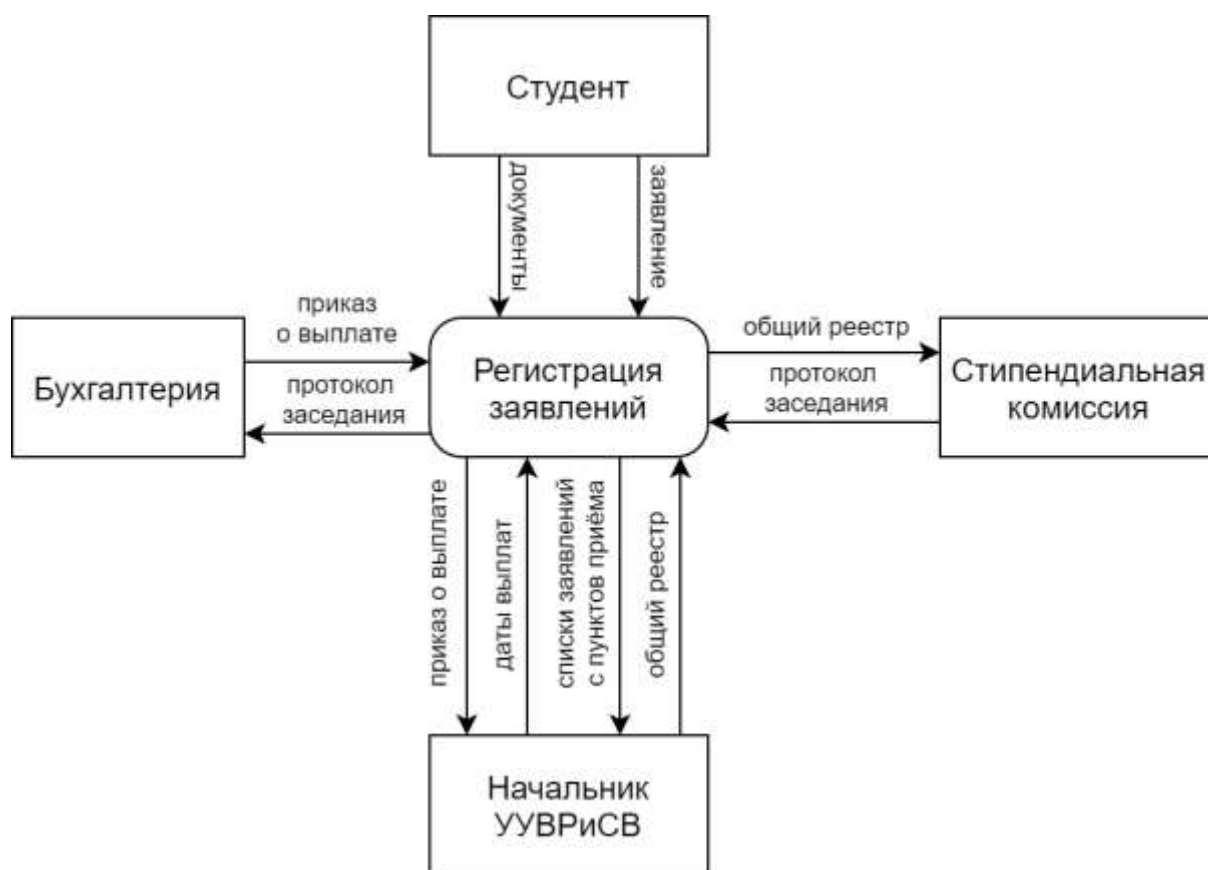 Студент
документы
заявление
приказ
о выплате
Бухгалтерия
протокол
заседания
Регистрация
заявлений
общий реестр
протокол
заседания
Стипендиальная
комиссия
приказ о выплате
даты выплат
списки заявлений
с пунктов приёма
общий реестр
Начальник
УУВРиСВ